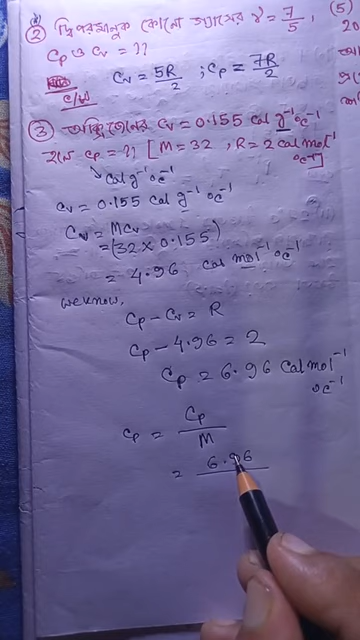 ② দ্বিপরমাণুক কোনো গ্যাসের γ = 7/5,
Cp ও Cv = ??
Cv = 5R/2 ; Cp = 7R/2
C/W
③ অক্সিজেনের Cv = 0.155 Cal g⁻¹ °c⁻¹
হলে Cp = ?? [M = 32, R = 2 Cal mol⁻¹ °c⁻¹]
Cal g⁻¹ °c⁻¹
Cv = 0.155 Cal g⁻¹ °c⁻¹
Cv = MCv
= (32 × 0.155)
= 4.96 Cal mol⁻¹ °c⁻¹
we know,
Cp - Cv = R
Cp - 4.96 = 2
Cp = 6.96 Cal mol⁻¹ °c⁻¹
Cp = Cp/M
= 6.96
(5)
20